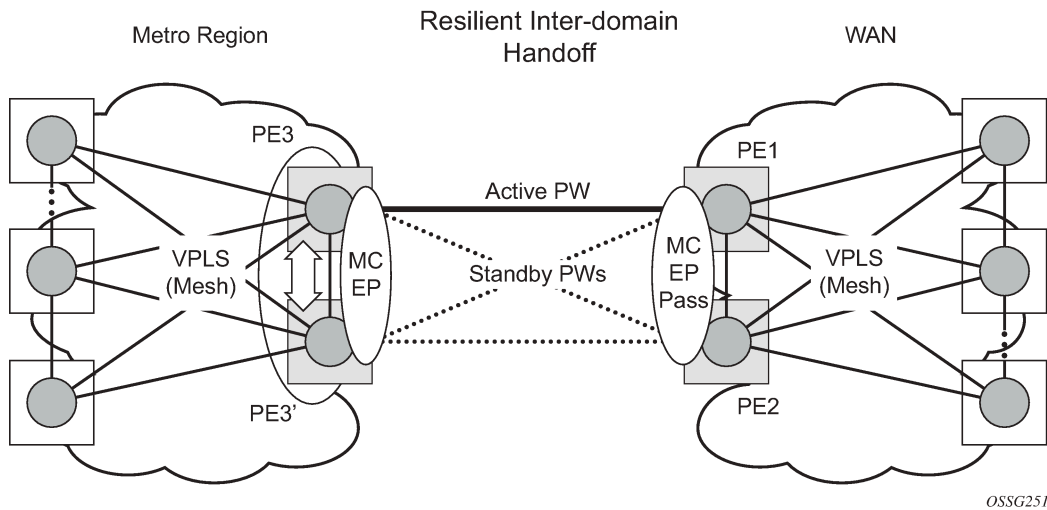 Resilient Inter-domain
Handoff
Metro Region
WAN
PE3
PE1
Active PW
VPLS
(Mesh)
MC
EP
Standby PWs
MC
EP
Pass
VPLS
(Mesh)
PE3’
PE2
OSSG251